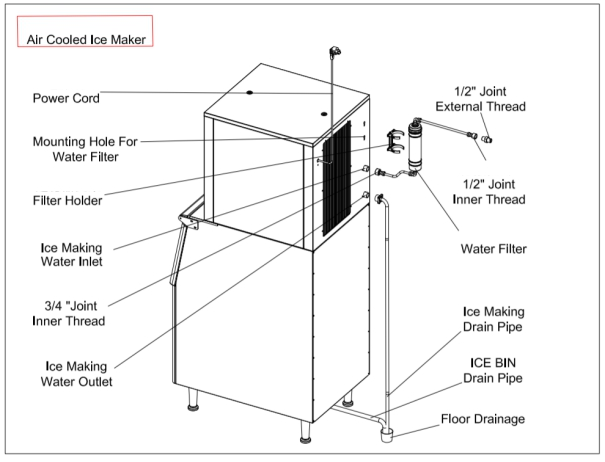 Air Cooled Ice Maker
Power Cord
Mounting Hole For
Water Filter
Filter Holder
Ice Making
Water Inlet
3/4 "Joint
Inner Thread
Ice Making
Water Outlet
1/2" Joint
External Thread
1/2" Joint
Inner Thread
Water Filter
Ice Making
Drain Pipe
ICE BIN
Drain Pipe
Floor Drainage